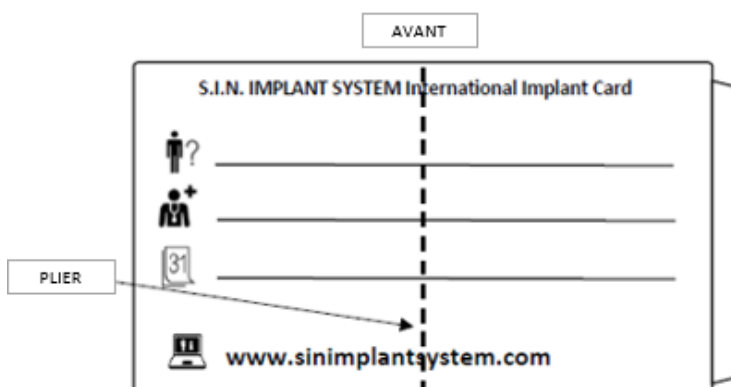 AVANT
S.I.N. IMPLANT SYSTEM International Implant Card
?
31
PLIER
www.sinimplantsystem.com